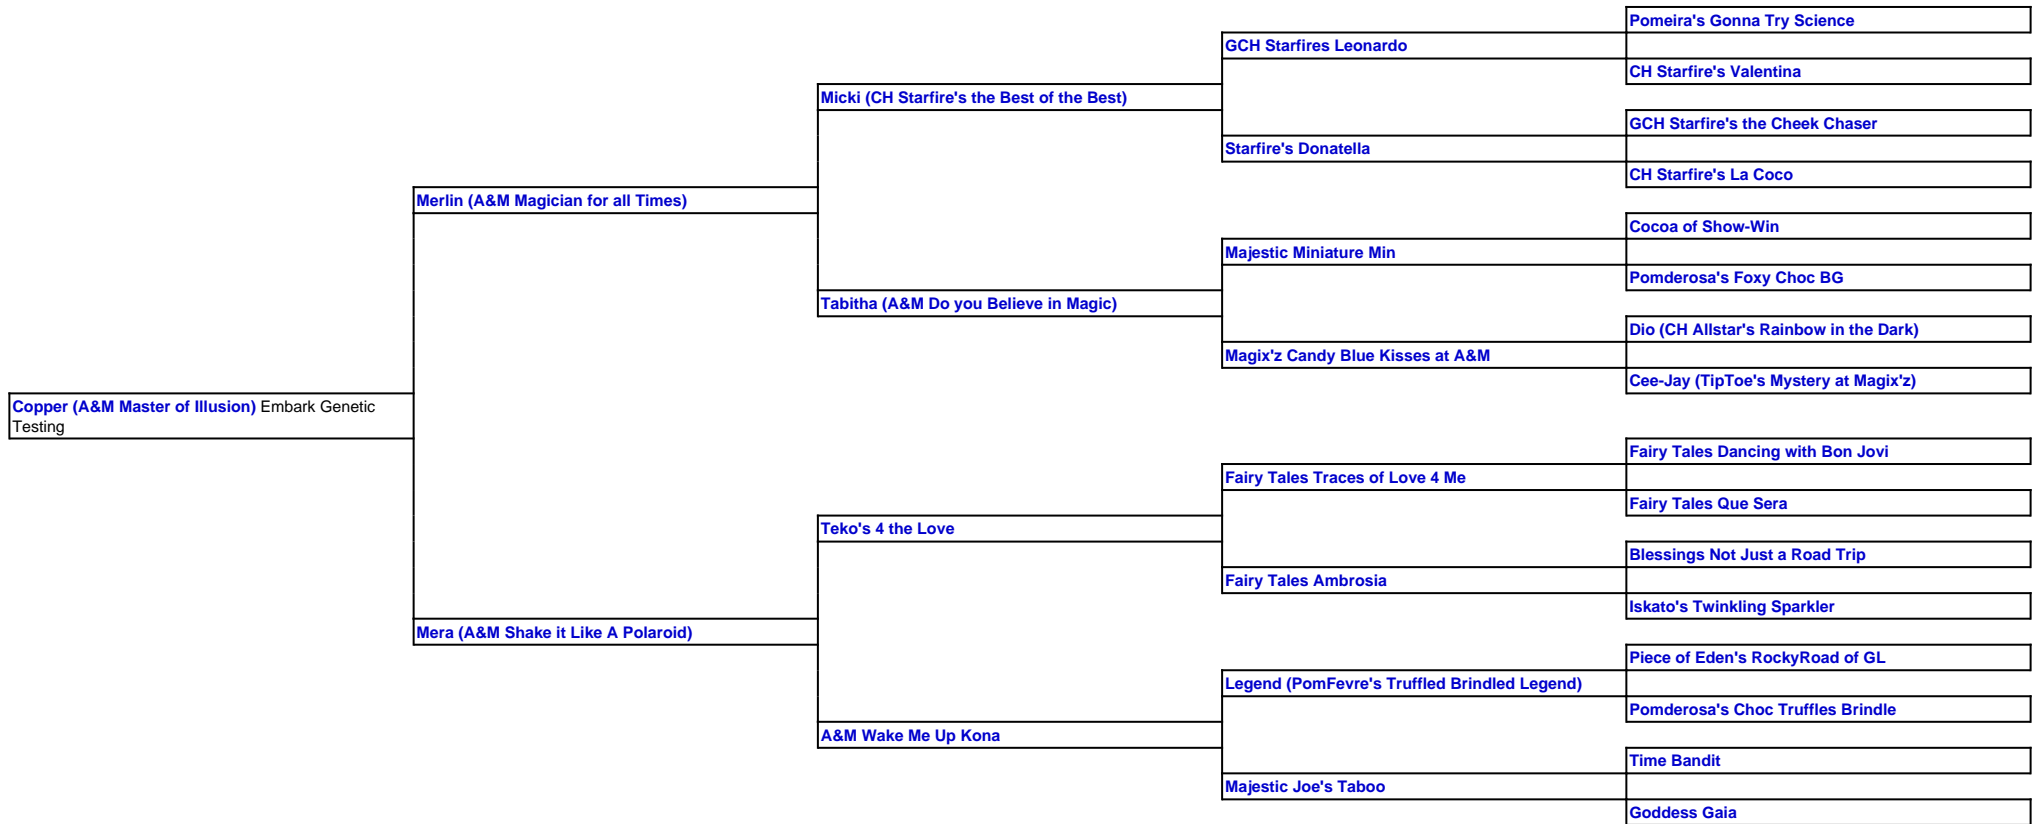 Pomeira's Gonna Try Science
GCH Starfires Leonardo
CH Starfire's Valentina
Micki (CH Starfire's the Best of the Best)
GCH Starfire's the Cheek Chaser
Starfire's Donatella
CH Starfire's La Coco
Merlin (A&M Magician for all Times)
Cocoa of Show-Win
Majestic Miniature Min
Pomderosa's Foxy Choc BG
Tabitha (A&M Do you Believe in Magic)
Dio (CH Allstar's Rainbow in the Dark)
Magix'z Candy Blue Kisses at A&M
Cee-Jay (TipToe's Mystery at Magix'z)
Copper (A&M Master of Illusion) Embark Genetic
Testing
Fairy Tales Dancing with Bon Jovi
Fairy Tales Traces of Love 4 Me
Fairy Tales Que Sera
Teko's 4 the Love
Blessings Not Just a Road Trip
Fairy Tales Ambrosia
Iskato's Twinkling Sparkler
Mera (A&M Shake it Like A Polaroid)
Piece of Eden's RockyRoad of GL
Legend (PomFevre's Truffled Brindled Legend)
Pomderosa's Choc Truffles Brindle
A&M Wake Me Up Kona
Time Bandit
Majestic Joe's Taboo
Goddess Gaia